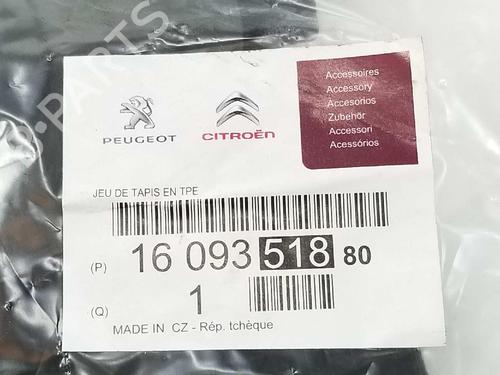 PARTS
PEUGEOT
CITROËN
Accessoires
Accessory
Accesorios
Zubehör
Accessori
Acessórios
JEU DE TAPIS EN TPE
(P) 16 093 518 80
(Q) 1
MADE IN CZ - Rép. tchèque